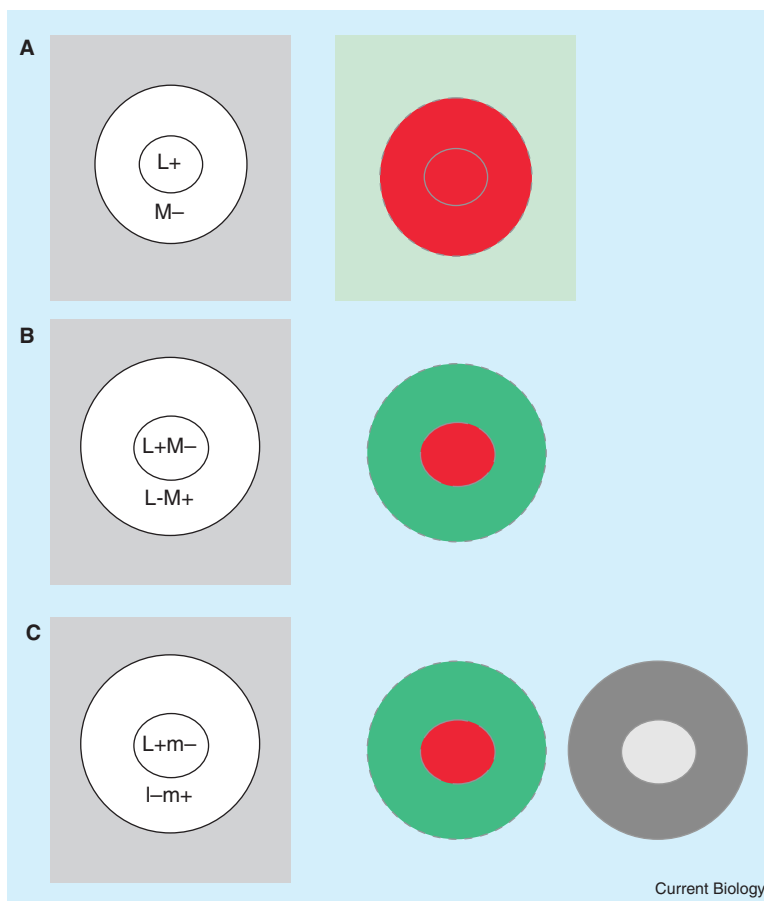 A
L+
M–
B
L+M–
L-M+
C
L+m–
l–m+
Current Biology